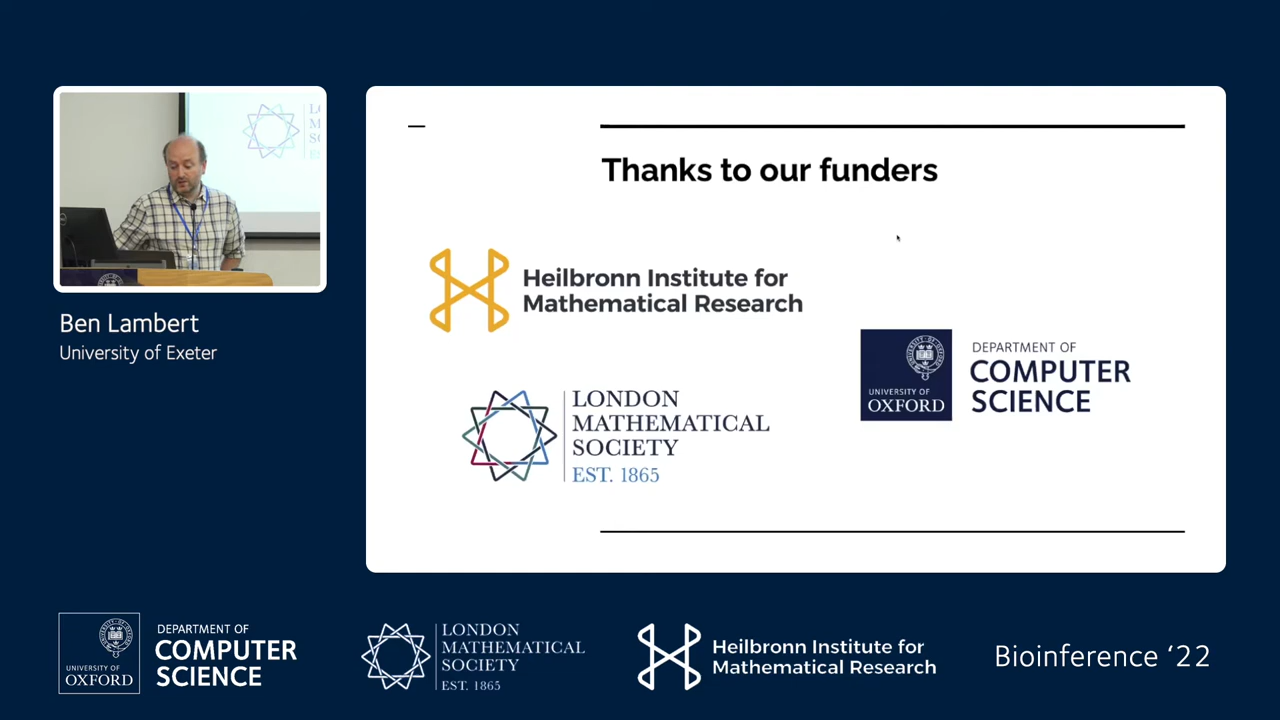 Thanks to our funders
Heilbronn Institute for
Mathematical Research
LONDON
MATHEMATICAL
SOCIETY
EST. 1865
UNIVERSITY OF
OXFORD
DEPARTMENT OF
COMPUTER
SCIENCE
Ben Lambert
University of Exeter
UNIVERSITY OF
OXFORD
DEPARTMENT OF
COMPUTER
SCIENCE
LONDON
MATHEMATICAL
SOCIETY
EST. 1865
Heilbronn Institute for
Mathematical Research
Bioinference ‘22